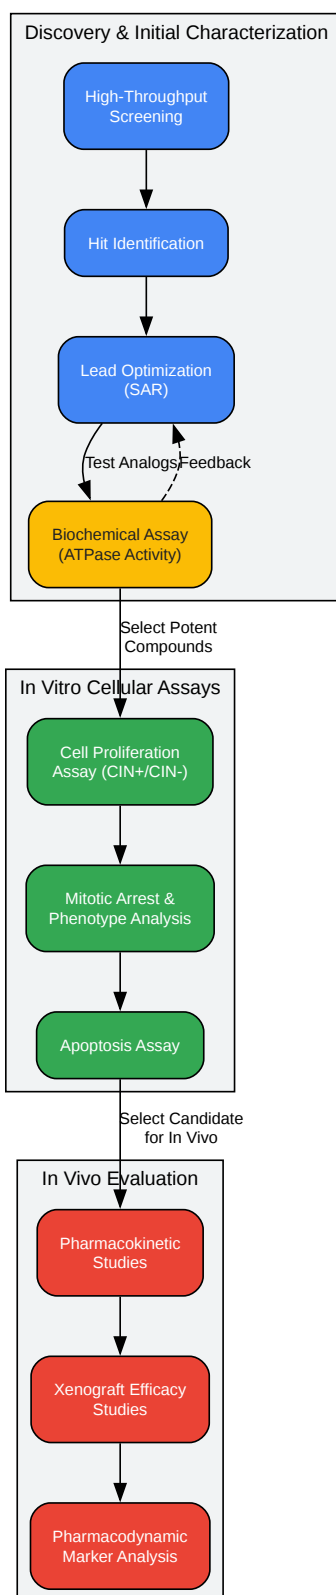 Discovery & Initial Characterization
High-Throughput
Screening
Hit Identification
Lead Optimization
(SAR)
Test Analogs
Feedback
Biochemical Assay
(ATPase Activity)
Select Potent
Compounds
In Vitro Cellular Assays
Cell Proliferation
Assay (CIN+/CIN-)
Mitotic Arrest &
Phenotype Analysis
Apoptosis Assay
Select Candidate
for In Vivo
In Vivo Evaluation
Pharmacokinetic
Studies
Xenograft Efficacy
Studies
Pharmacodynamic
Marker Analysis